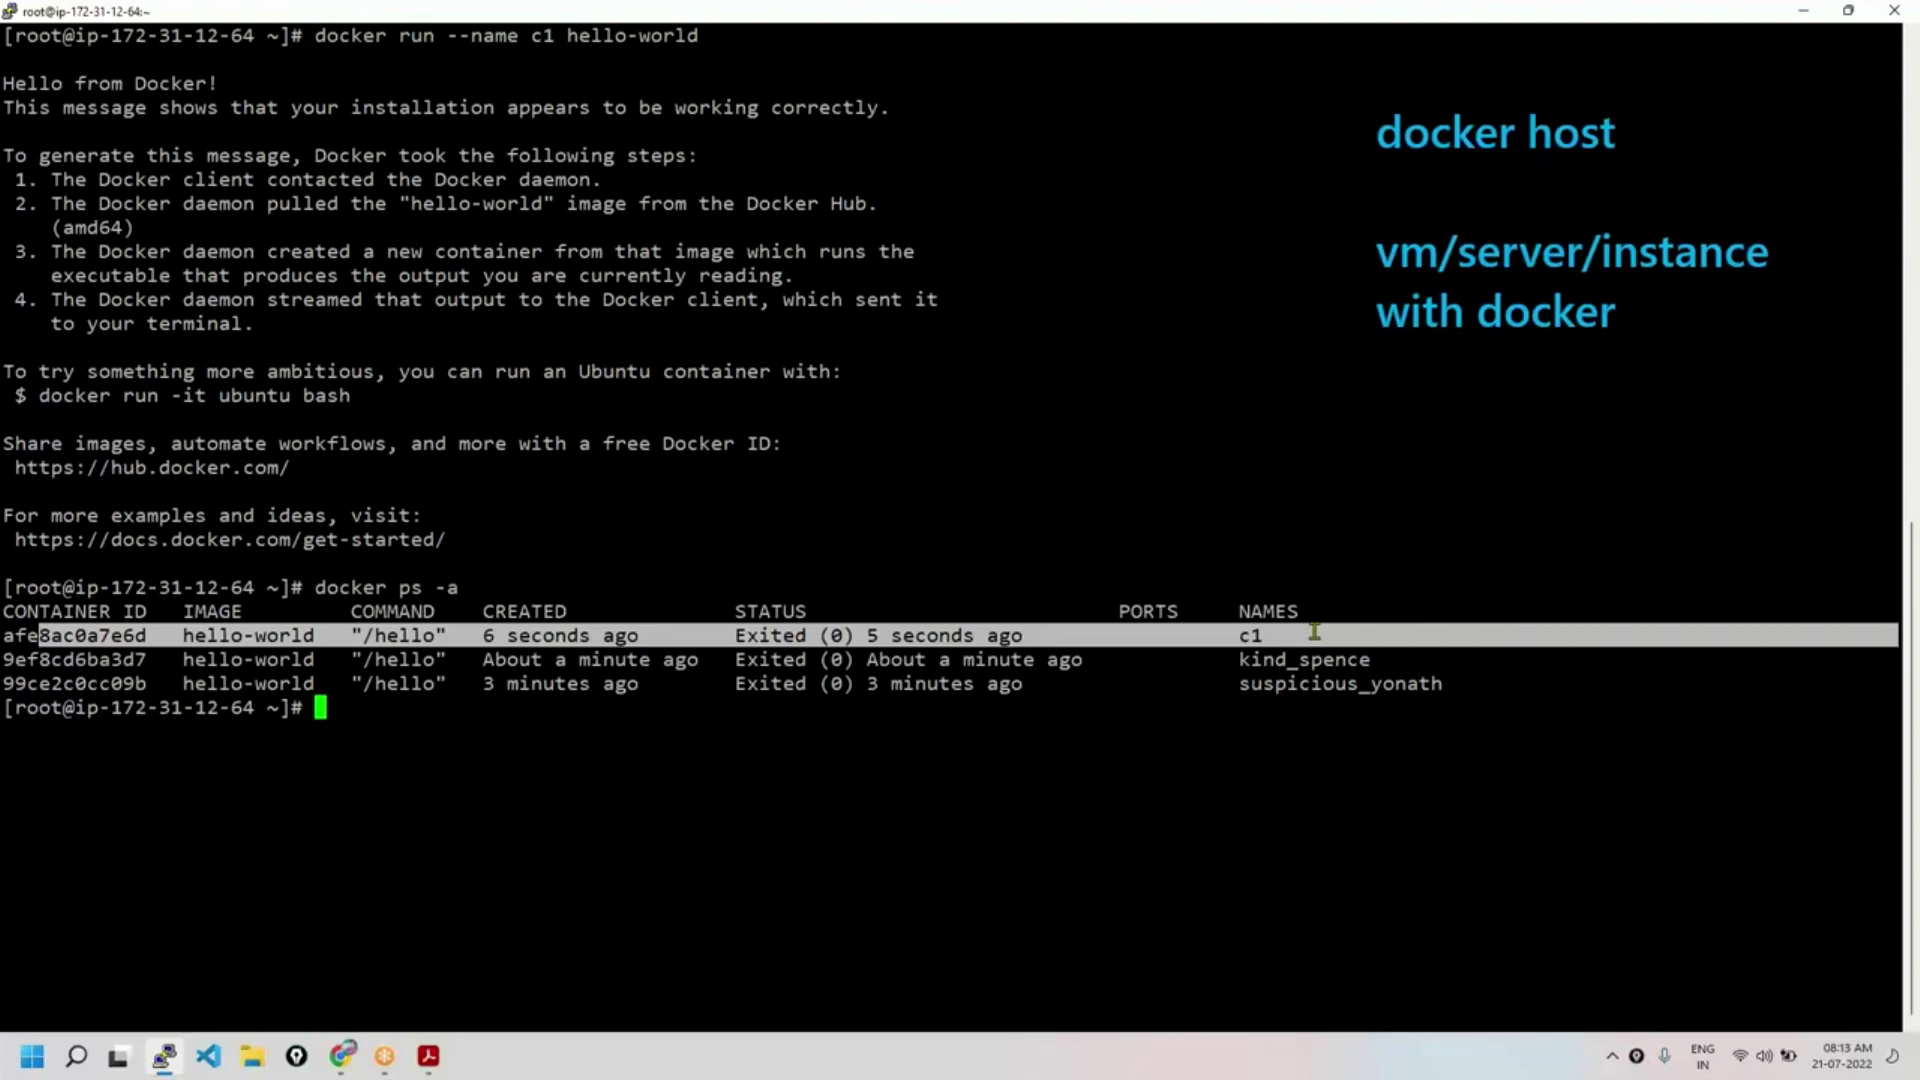 root@ip-172-31-12-64:~
[root@ip-172-31-12-64 ~]# docker run --name c1 hello-world
Hello from Docker!
This message shows that your installation appears to be working correctly.
To generate this message, Docker took the following steps:
1. The Docker client contacted the Docker daemon.
2. The Docker daemon pulled the "hello-world" image from the Docker Hub.
(amd64)
3. The Docker daemon created a new container from that image which runs the
executable that produces the output you are currently reading.
4. The Docker daemon streamed that output to the Docker client, which sent it
to your terminal.
To try something more ambitious, you can run an Ubuntu container with:
$ docker run -it ubuntu bash
Share images, automate workflows, and more with a free Docker ID:
https://hub.docker.com/
For more examples and ideas, visit:
https://docs.docker.com/get-started/
[root@ip-172-31-12-64 ~]# docker ps -a
CONTAINER ID IMAGE COMMAND CREATED STATUS PORTS NAMES
afe8ac0a7e6d hello-world "/hello" 6 seconds ago Exited (0) 5 seconds ago c1
9ef8cd6ba3d7 hello-world "/hello" About a minute ago Exited (0) About a minute ago kind_spence
99ce2c0cc09b hello-world "/hello" 3 minutes ago Exited (0) 3 minutes ago suspicious_yonath
[root@ip-172-31-12-64 ~]#
docker host
vm/server/instance
with docker
ENG
IN
08:13 AM
21-07-2022